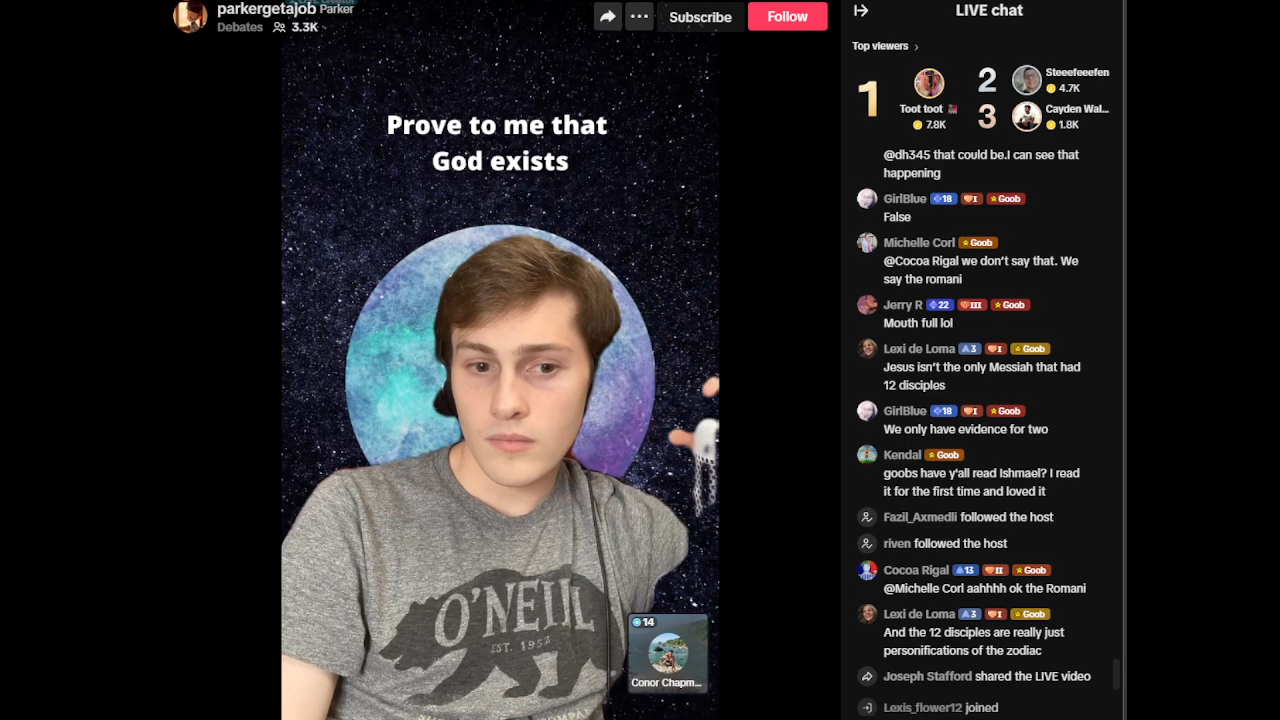 parkergetajob Parker
Debates 3.3K
Subscribe
Follow
Prove to me that
God exists
O'NEILL
EST. 1952
14
Conor Chapm...
LIVE chat
Top viewers
1
Toot toot
7.8K
2
Steeefeeefen
4.7K
3
Cayden Wal...
1.8K
@dh345 that could be.I can see that
happening
GirlBlue 18 I Goob
False
Michelle Corl Goob
@Cocoa Rigal we don't say that. We
say the romani
Jerry R 22 III Goob
Mouth full lol
Lexi de Loma 3 I Goob
Jesus isn't the only Messiah that had
12 disciples
GirlBlue 18 I Goob
We only have evidence for two
Kendal Goob
goobs have y'all read Ishmael? I read
it for the first time and loved it
Fazil_Axmedli followed the host
riven followed the host
Cocoa Rigal 13 II Goob
@Michelle Corl aahhhh ok the Romani
Lexi de Loma 3 I Goob
And the 12 disciples are really just
personifications of the zodiac
Joseph Stafford shared the LIVE video
Lexis_flower12 joined